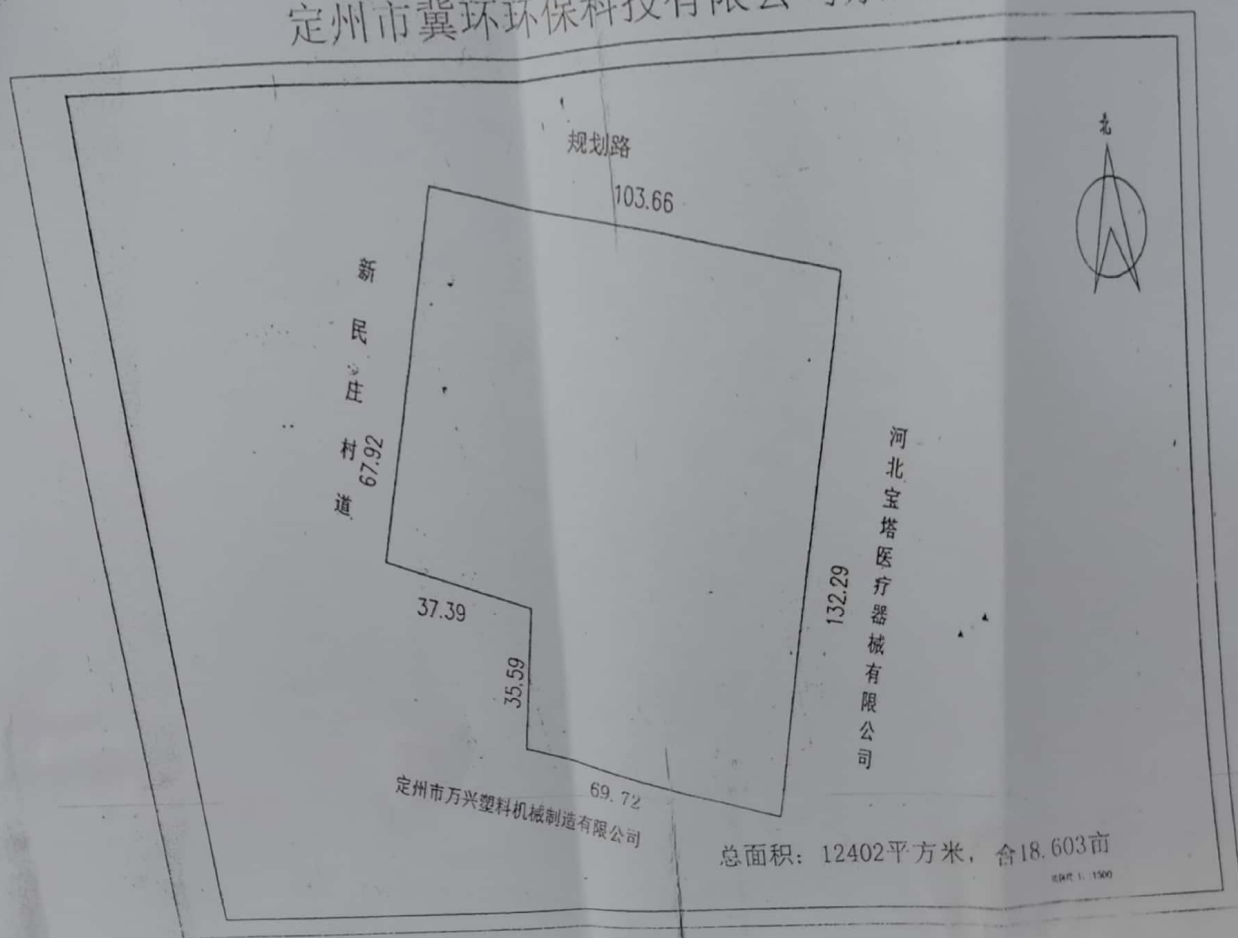 定州市冀环环保科技有限公司
规划路
103.66
北
新民庄村道
67.92
河北宝塔医疗器械有限公司
132.29
37.39
35.59
69.72
定州市万兴塑料机械制造有限公司
总面积：12402平方米，合18.603亩
1：1500